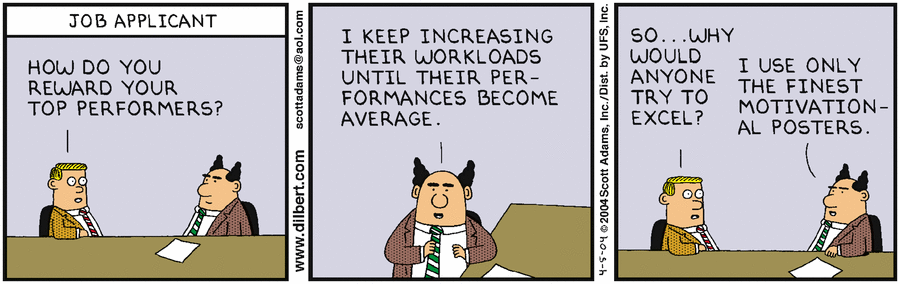 JOB APPLICANT
HOW DO YOU
REWARD YOUR
TOP PERFORMERS?
www.dilbert.com scottadams@aol.com
I KEEP INCREASING
THEIR WORKLOADS
UNTIL THEIR PER-
FORMANCES BECOME
AVERAGE.
4-5-04 © 2004 Scott Adams, Inc./Dist. by UFS, Inc.
SO...WHY
WOULD
ANYONE
TRY TO
EXCEL?
I USE ONLY
THE FINEST
MOTIVATION-
AL POSTERS.